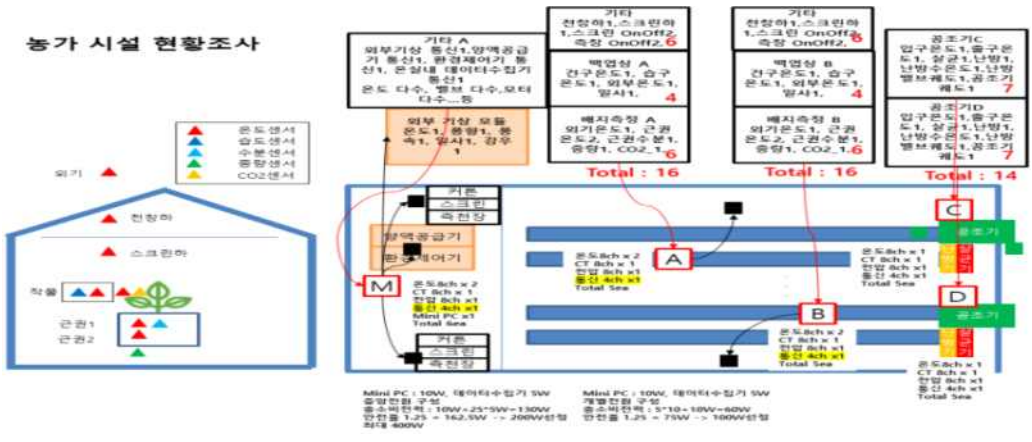 농가 시설 현황조사
온도센서
습도센서
수분센서
중량센서
CO2센서
외기
천창하
스크린하
작물
근권1
근권2
기타 A
외부기상 통신1, 양액공급
기 통신1, 환경제어기 통
신1, 온실내 데이터수집기
통신1
온도 다수, 밸브 다수, 모터
다수...등
외부 기상 모듈
온도1, 풍향1, 풍
속1, 일사1, 강우
1
기타
천창하1, 스크린하
1, 스크린 OnOff2,
측창 OnOff2, 6
백엽상 A
건구온도1, 습구
온도1, 외부온도1,
일사1, 4
배지측정 A
외기온도1, 근권
온도2, 근권수분1,
중량1, CO2_1, 6
Total : 16
기타
천창하1, 스크린하
1, 스크린 OnOff2,
측창 OnOff2, 6
백엽상 B
건구온도1, 습구
온도1, 외부온도1,
일사1, 4
배지측정 B
외기온도1, 근권
온도2, 근권수분1,
중량1, CO2_1, 6
Total : 16
공조기C
입구온도1, 출구온
도1, 살균1, 난방1,
난방수온도1, 난방
밸브궤도1, 공조기
궤도1 7
공조기D
입구온도1, 출구온
도1, 살균1, 난방1,
난방수온도1, 난방
밸브궤도1, 공조기
궤도1 7
Total : 14
커튼
스크린
측천장
양액공급기
환경제어기
M
온도8ch x 2
CT 8ch x 1
전압 8ch x1
통신 4ch x1
Mini PC x1
Total 6ea
커튼
스크린
측천장
A
온도8ch x 2
CT 8ch x 1
전압 8ch x1
통신 4ch x1
Total 5ea
B
온도8ch x 2
CT 8ch x 1
전압 8ch x1
통신 4ch x1
Total 5ea
C
공조기
온도8ch x 1
CT 8ch x 1
전압 8ch x1
통신 4ch x1
Total 5ea
D
공조기
온도8ch x 1
CT 8ch x 1
전압 8ch x1
통신 4ch x1
Total 5ea
Mini PC : 10W, 데이터수집기 5W
중앙전원 구성
총소비전력 : 10W+25*5W=130W
안전율 1.25 = 162.5W -> 200W선정
최대 400W
Mini PC : 10W, 데이터수집기 5W
개별전원 구성
총소비전력 : 5*10+10W=60W
안전율 1.25 = 75W -> 100W선정